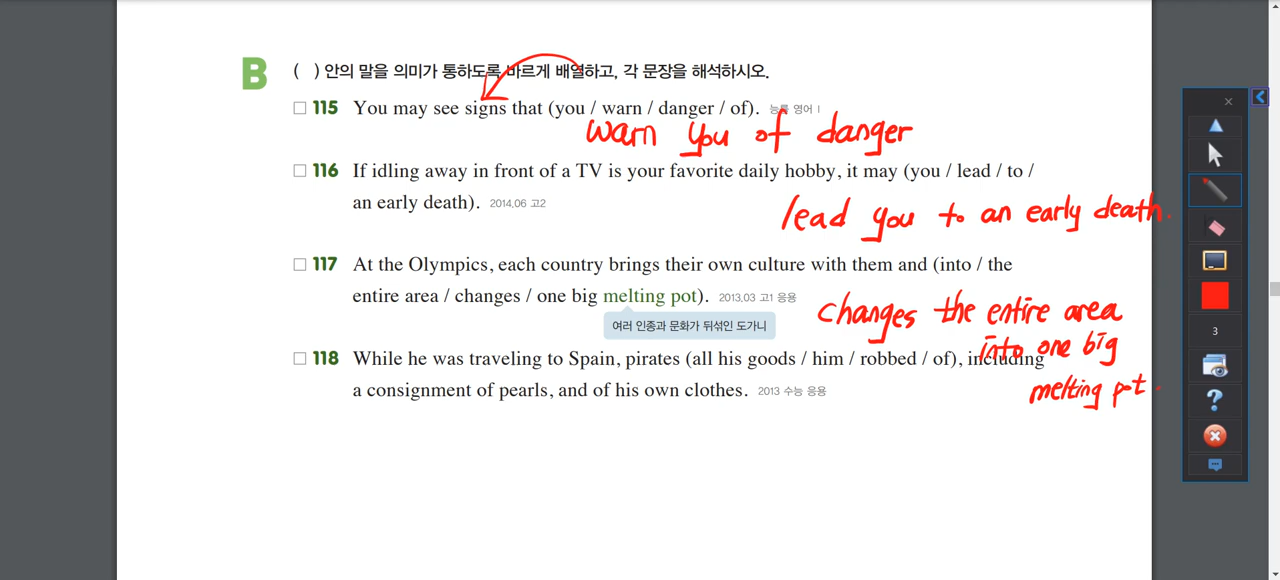 B ( ) 안의 말을 의미가 통하도록 바르게 배열하고, 각 문장을 해석하시오.
115 You may see signs that (you / warn / danger / of). 능률 영어 I
warn you of danger
116 If idling away in front of a TV is your favorite daily hobby, it may (you / lead / to /
an early death). 2014.06 고2
lead you to an early death.
117 At the Olympics, each country brings their own culture with them and (into / the
entire area / changes / one big melting pot). 2013.03 고1 응용
여러 인종과 문화가 뒤섞인 도가니
changes the entire area
into one big
melting pot.
118 While he was traveling to Spain, pirates (all his goods / him / robbed / of), including
a consignment of pearls, and of his own clothes. 2013 수능 응용
3
?